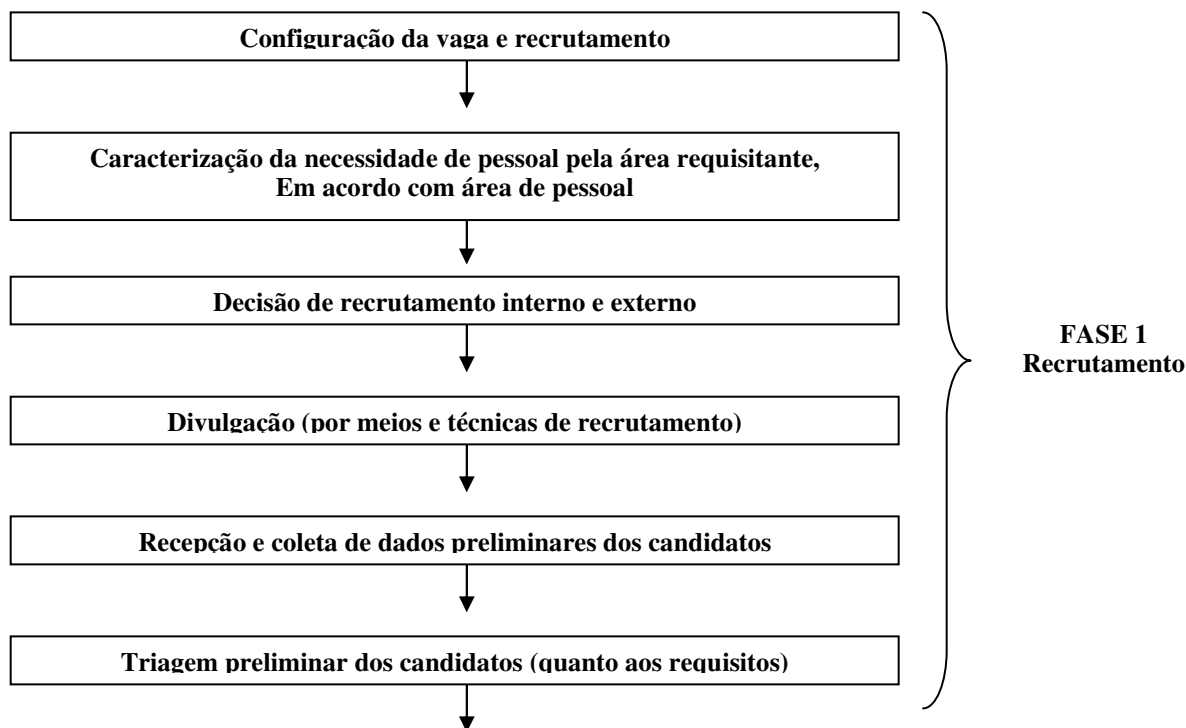 Configuração da vaga e recrutamento
Caracterização da necessidade de pessoal pela área requisitante,
Em acordo com área de pessoal
Decisão de recrutamento interno e externo
Divulgação (por meios e técnicas de recrutamento)
Recepção e coleta de dados preliminares dos candidatos
Triagem preliminar dos candidatos (quanto aos requisitos)
FASE 1
Recrutamento